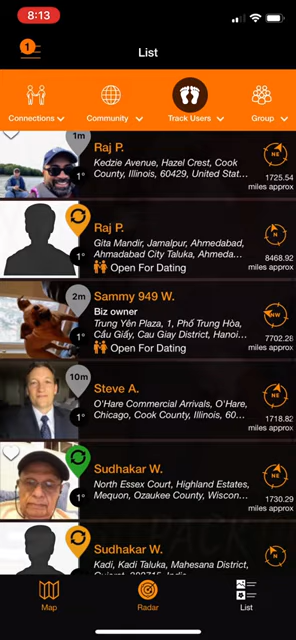 8:13
1
List
Connections
Community
Track Users
Group
1m
Raj P.
Kedzie Avenue, Hazel Crest, Cook
County, Illinois, 60429, United Stat...
1°
NE
1725.54
miles approx
Raj P.
Gita Mandir, Jamalpur, Ahmedabad,
Ahmadabad City Taluka, Ahmeda...
Open For Dating
1°
N
8468.92
miles approx
2m
Sammy 949 W.
Biz owner
Trung Yên Plaza, 1, Phố Trung Hòa,
Cầu Giấy, Cau Giay District, Hanoi...
Open For Dating
1°
NW
7702.28
miles approx
10m
Steve A.
O'Hare Commercial Arrivals, O'Hare,
Chicago, Cook County, Illinois, 60...
1°
NE
1718.82
miles approx
Sudhakar W.
North Essex Court, Highland Estates,
Mequon, Ozaukee County, Wiscon...
1°
NE
1730.29
miles approx
Sudhakar W.
Kadi, Kadi Taluka, Mahesana District,
1°
N
Map
Radar
List